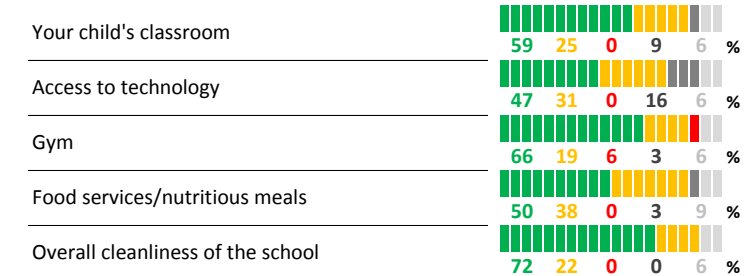 Your child's classroom
59 25 0 9 6 %
Access to technology
47 31 0 16 6 %
Gym
66 19 6 3 6 %
Food services/nutritious meals
50 38 0 3 9 %
Overall cleanliness of the school
72 22 0 0 6 %